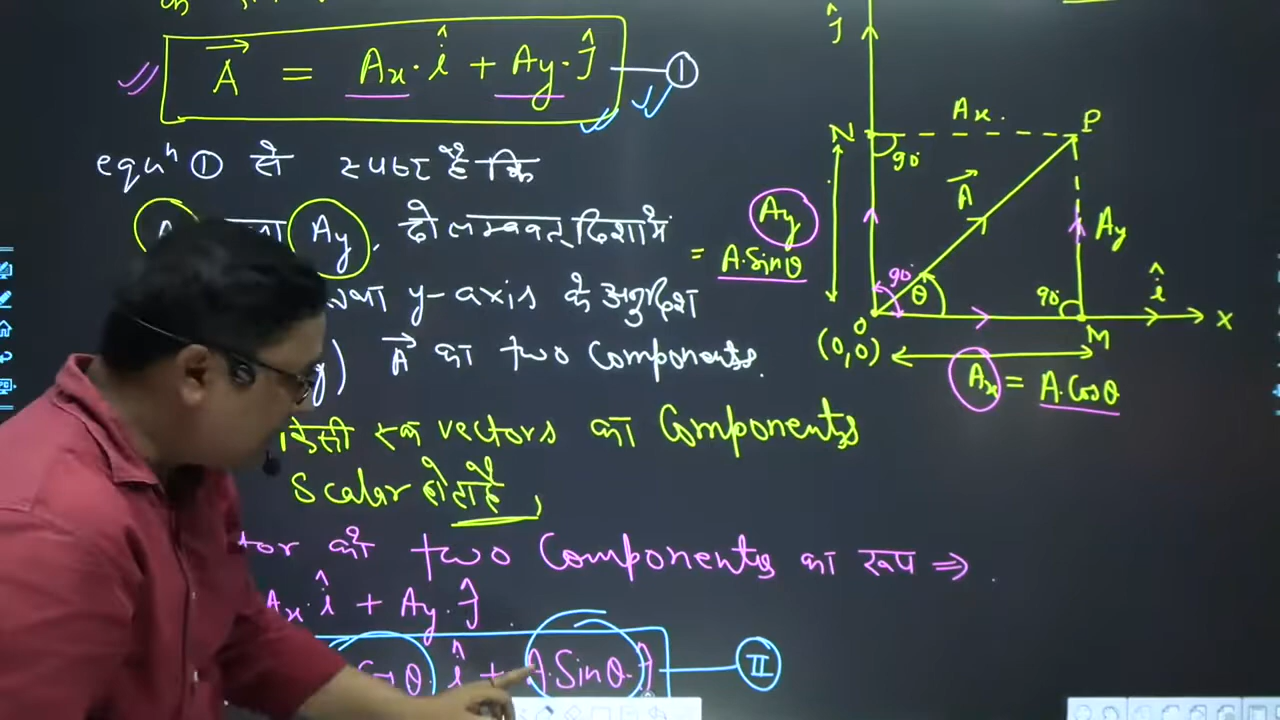 A = Ax. î + Ay. ĵ — I
equⁿ ① से स्पष्ट है कि
Ay, दो लम्बवत् दिशा में
y-axis के अनुदिश
y) A का two Components.
किसी एक vectors का Components
Scalar होता है,
tor की two Components का रूप ⇒
Ax. î + Ay. ĵ
θ. î + A.Sinθ. ĵ — II
ĵ
N
Ax.
P
90°
A
Ay
Ay
= A.Sinθ
90°
θ
90°
î
O
M
X
(0,0)
Ax = A.Cosθ